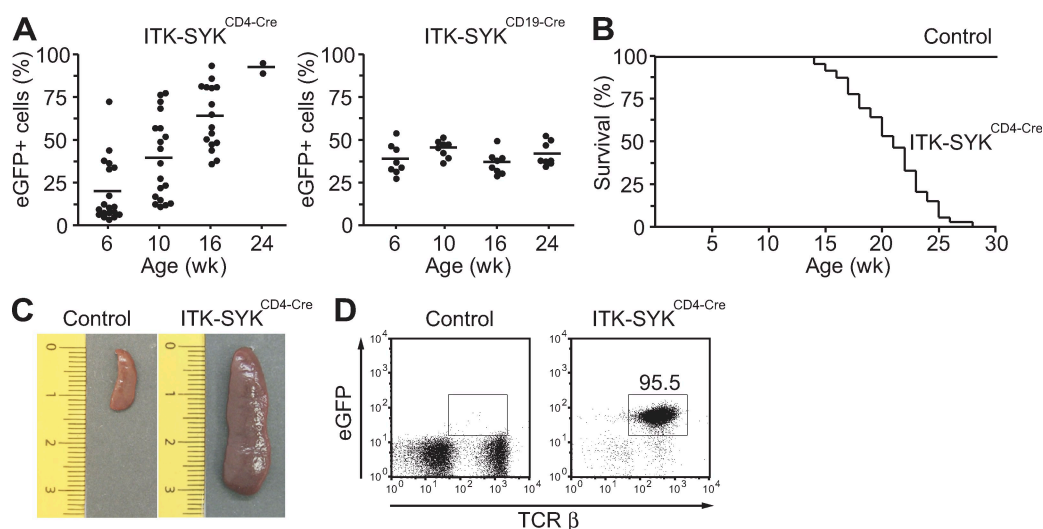 A
ITK-SYK^CD4-Cre
eGFP+ cells (%)
100
75
50
25
0
6 10 16 24
Age (wk)
ITK-SYK^CD19-Cre
eGFP+ cells (%)
100
75
50
25
0
6 10 16 24
Age (wk)
B
Control
ITK-SYK^CD4-Cre
Survival (%)
100
75
50
25
5 10 15 20 25 30
Age (wk)
C
Control
0
1
2
3
ITK-SYK^CD4-Cre
0
1
2
3
D
Control
eGFP
10^4
10^3
10^2
10^1
10^0
10^0 10^1 10^2 10^3 10^4
ITK-SYK^CD4-Cre
95.5
10^4
10^3
10^2
10^1
10^0
10^0 10^1 10^2 10^3 10^4
TCR β